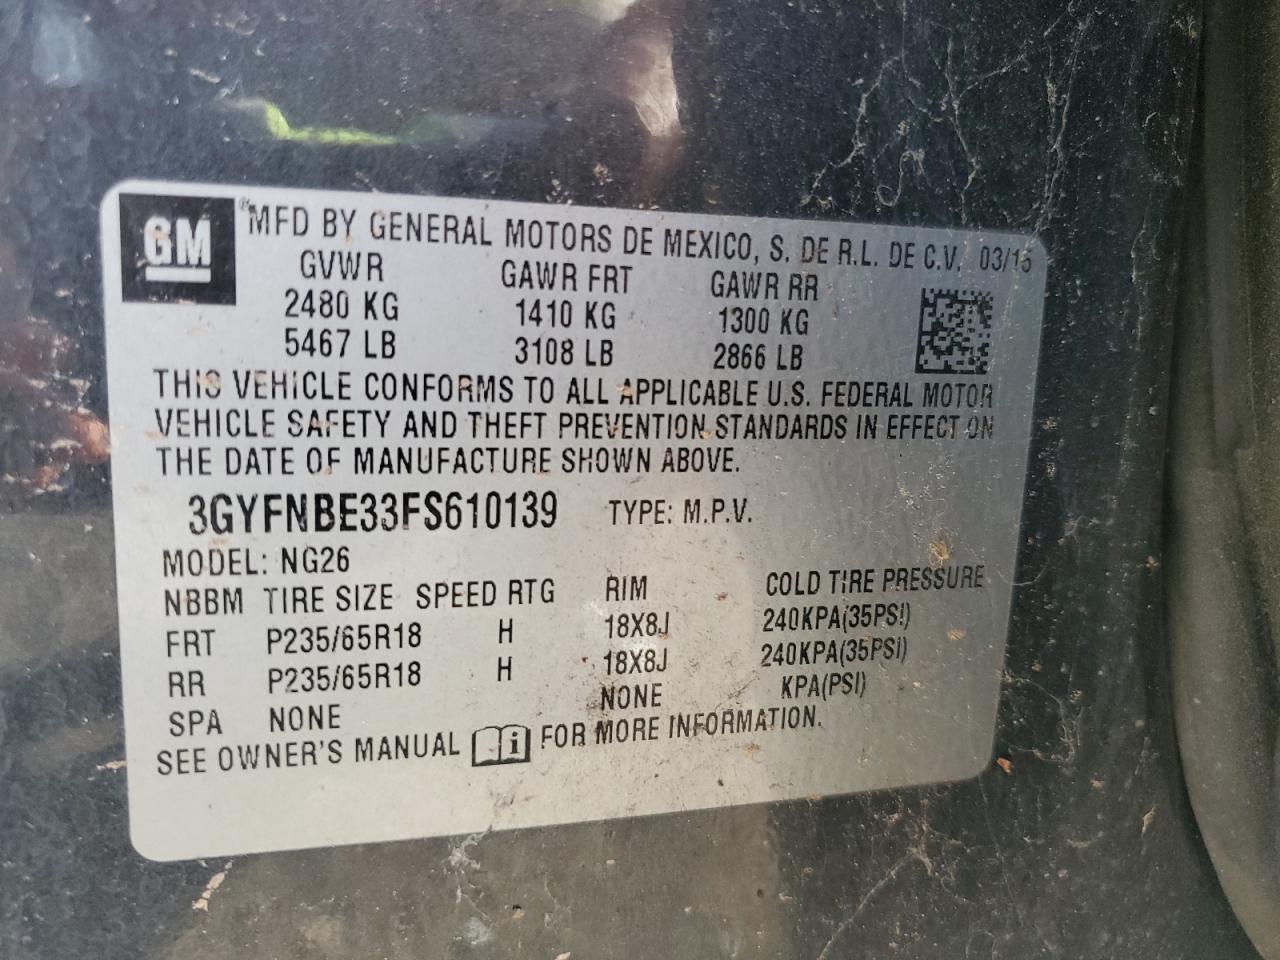 GM
® MFD BY GENERAL MOTORS DE MEXICO, S. DE R.L. DE C.V. 03/15
GVWR GAWR FRT GAWR RR
2480 KG 1410 KG 1300 KG
5467 LB 3108 LB 2866 LB
THIS VEHICLE CONFORMS TO ALL APPLICABLE U.S. FEDERAL MOTOR
VEHICLE SAFETY AND THEFT PREVENTION STANDARDS IN EFFECT ON
THE DATE OF MANUFACTURE SHOWN ABOVE.
3GYFNBE33FS610139 TYPE: M.P.V.
MODEL: NG26
NBBM TIRE SIZE SPEED RTG RIM COLD TIRE PRESSURE
FRT P235/65R18 H 18X8J 240KPA(35PSI)
RR P235/65R18 H 18X8J 240KPA(35PSI)
SPA NONE NONE KPA(PSI)
SEE OWNER'S MANUAL i FOR MORE INFORMATION.